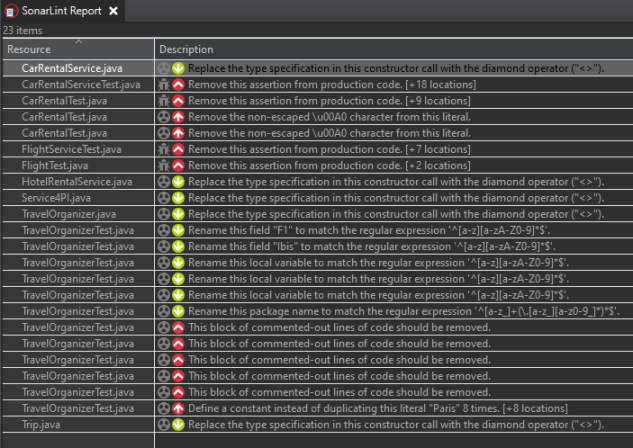 SonarLint Report
23 items
Resource Description
CarRentalService.java Replace the type specification in this constructor call with the diamond operator ("<>").
CarRentalServiceTest.java Remove this assertion from production code. [+18 locations]
CarRentalTest.java Remove this assertion from production code. [+9 locations]
CarRentalTest.java Remove the non-escaped \u00A0 character from this literal.
CarRentalTest.java Remove the non-escaped \u00A0 character from this literal.
FlightServiceTest.java Remove this assertion from production code. [+7 locations]
FlightTest.java Remove this assertion from production code. [+2 locations]
HotelRentalService.java Replace the type specification in this constructor call with the diamond operator ("<>").
Service4PI.java Replace the type specification in this constructor call with the diamond operator ("<>").
TravelOrganizer.java Replace the type specification in this constructor call with the diamond operator ("<>").
TravelOrganizerTest.java Rename this field "F1" to match the regular expression '^[a-z][a-zA-Z0-9]*$'.
TravelOrganizerTest.java Rename this field "Ibis" to match the regular expression '^[a-z][a-zA-Z0-9]*$'.
TravelOrganizerTest.java Rename this local variable to match the regular expression '^[a-z][a-zA-Z0-9]*$'.
TravelOrganizerTest.java Rename this local variable to match the regular expression '^[a-z][a-zA-Z0-9]*$'.
TravelOrganizerTest.java Rename this local variable to match the regular expression '^[a-z][a-zA-Z0-9]*$'.
TravelOrganizerTest.java Rename this package name to match the regular expression '^[a-z_]+(\.[a-z_][a-z0-9_]*)*$'.
TravelOrganizerTest.java This block of commented-out lines of code should be removed.
TravelOrganizerTest.java This block of commented-out lines of code should be removed.
TravelOrganizerTest.java This block of commented-out lines of code should be removed.
TravelOrganizerTest.java This block of commented-out lines of code should be removed.
TravelOrganizerTest.java This block of commented-out lines of code should be removed.
TravelOrganizerTest.java Define a constant instead of duplicating this literal "Paris" 8 times. [+8 locations]
Trip.java Replace the type specification in this constructor call with the diamond operator ("<>").